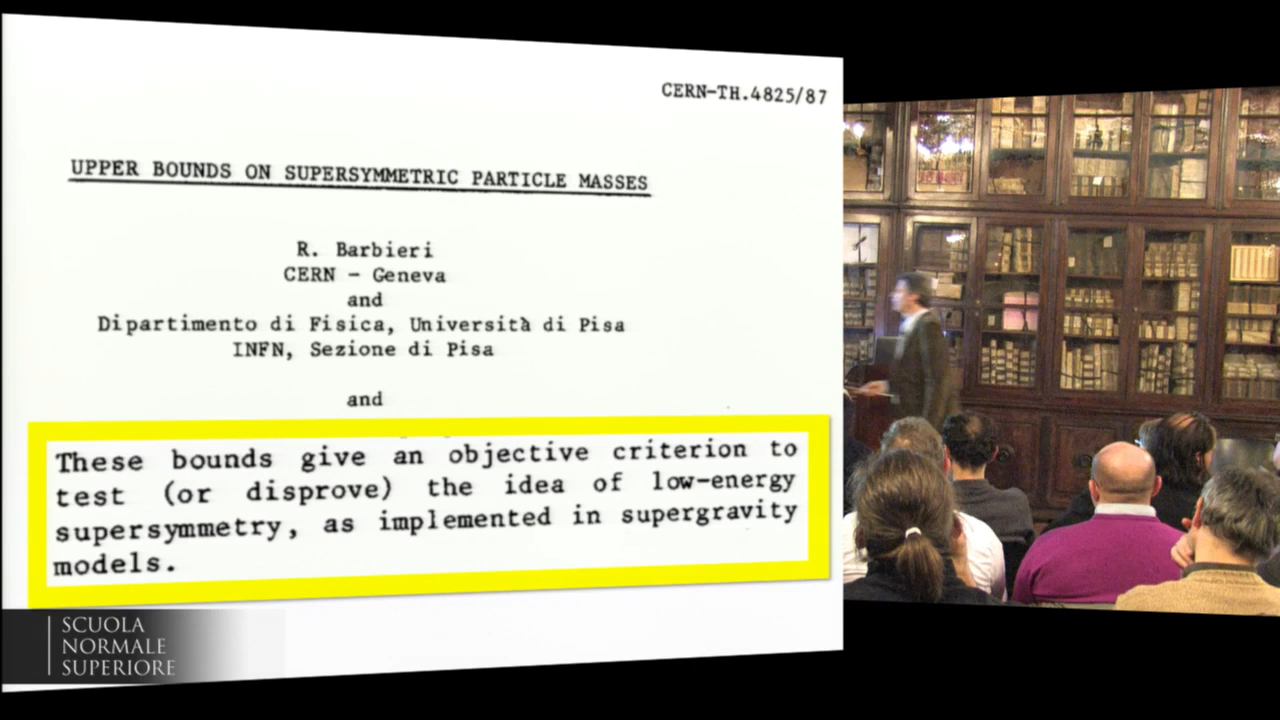 CERN-TH.4825/87
UPPER BOUNDS ON SUPERSYMMETRIC PARTICLE MASSES
R. Barbieri
CERN - Geneva
and
Dipartimento di Fisica, Università di Pisa
INFN, Sezione di Pisa
and
These bounds give an objective criterion to
test (or disprove) the idea of low-energy
supersymmetry, as implemented in supergravity
models.
SCUOLA
NORMALE
SUPERIORE